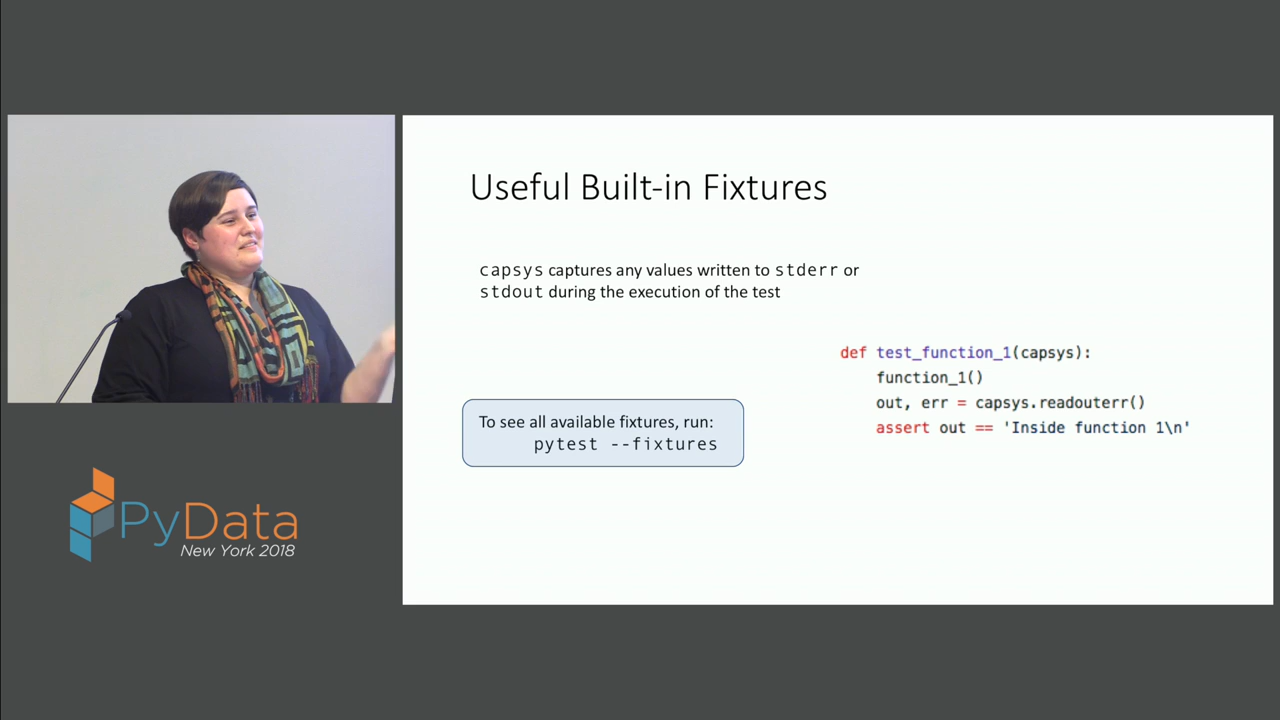 Useful Built-in Fixtures
capsys captures any values written to stderr or
stdout during the execution of the test
def test_function_1(capsys):
function_1()
out, err = capsys.readouterr()
assert out == 'Inside function 1\n'
To see all available fixtures, run:
pytest --fixtures
PyData
New York 2018